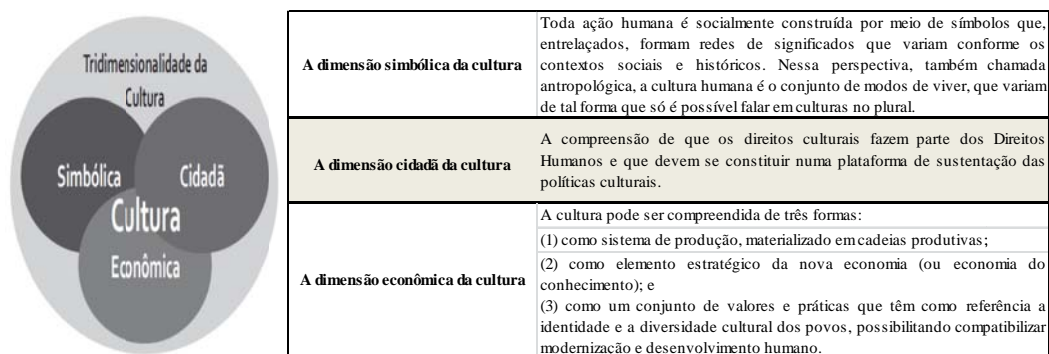 Tridimensionalidade da
Cultura
Simbólica
Cidadã
Cultura
Econômica
A dimensão simbólica da cultura
Toda ação humana é socialmente construída por meio de símbolos que,
entrelaçados, formam redes de significados que variam conforme os
contextos sociais e históricos. Nessa perspectiva, também chamada
antropológica, a cultura humana é o conjunto de modos de viver, que variam
de tal forma que só é possível falar em culturas no plural.
A dimensão cidadã da cultura
A compreensão de que os direitos culturais fazem parte dos Direitos
Humanos e que devem se constituir numa plataforma de sustentação das
políticas culturais.
A dimensão econômica da cultura
A cultura pode ser compreendida de três formas:
(1) como sistema de produção, materializado em cadeias produtivas;
(2) como elemento estratégico da nova economia (ou economia do
conhecimento); e
(3) como um conjunto de valores e práticas que têm como referência a
identidade e a diversidade cultural dos povos, possibilitando compatibilizar
modernização e desenvolvimento humano.